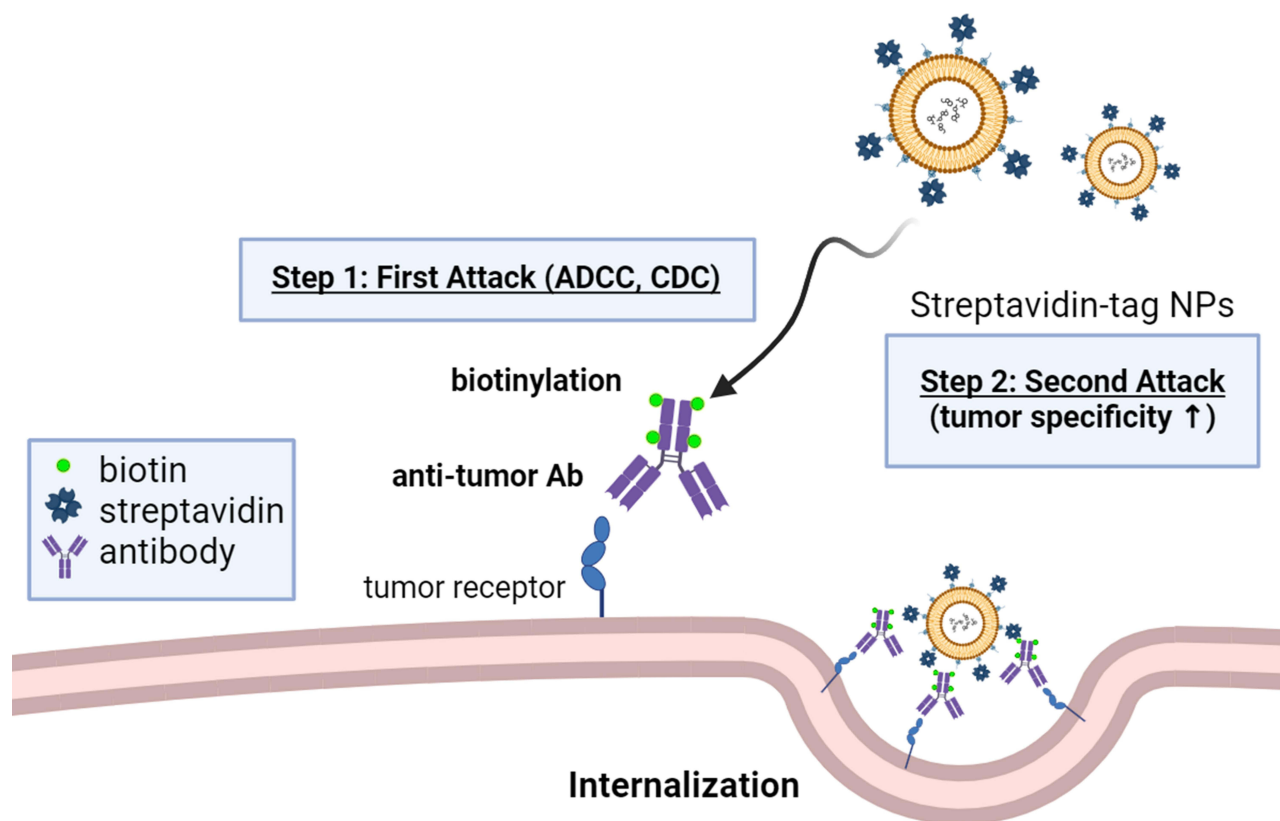 Step 1: First Attack (ADCC, CDC)
Streptavidin-tag NPs
Step 2: Second Attack
(tumor specificity ↑)
biotinylation
anti-tumor Ab
biotin
streptavidin
antibody
tumor receptor
Internalization